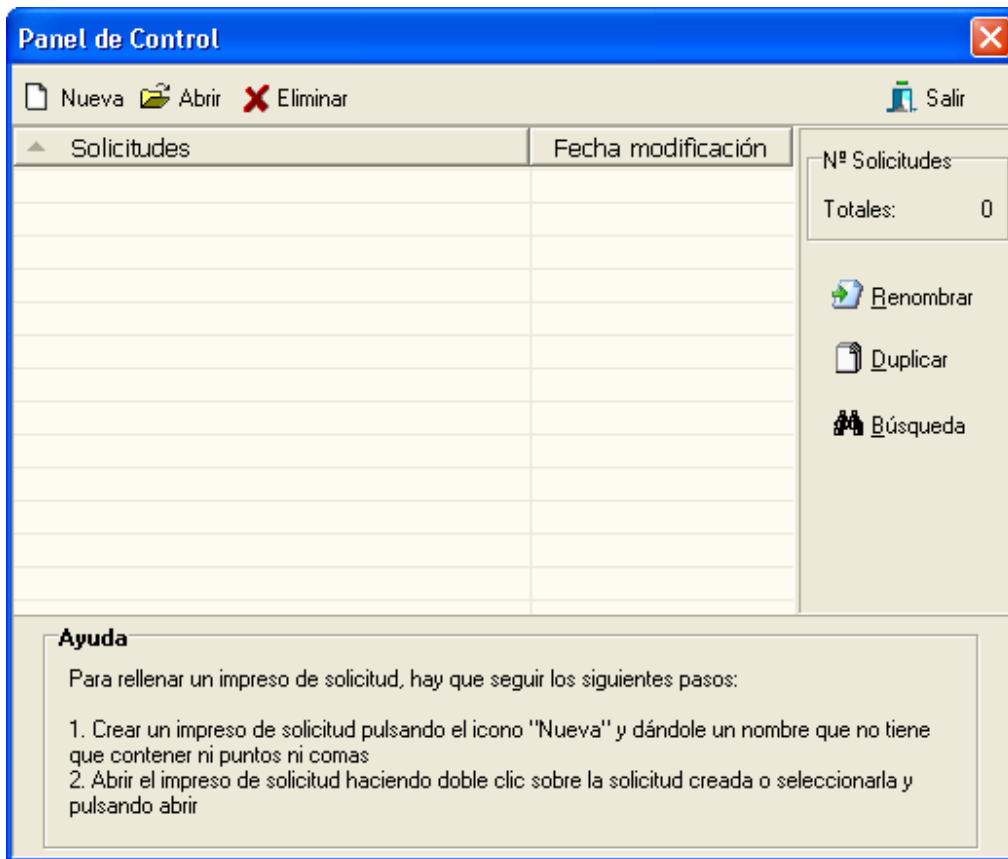 Panel de Control
Nueva Abrir Eliminar Salir
Solicitudes Fecha modificación
Nº Solicitudes
Totales: 0
Renombrar
Duplicar
Búsqueda
Ayuda
Para rellenar un impreso de solicitud, hay que seguir los siguientes pasos:
1. Crear un impreso de solicitud pulsando el icono "Nueva" y dándole un nombre que no tiene
que contener ni puntos ni comas
2. Abrir el impreso de solicitud haciendo doble clic sobre la solicitud creada o seleccionarla y
pulsando abrir